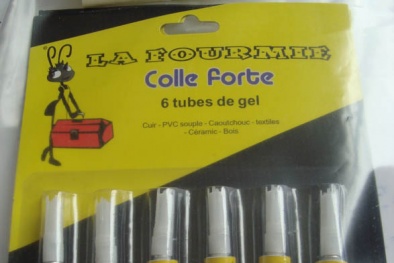 LA FOURMIE
Colle forte
6 tubes de gel
Cuir - PVC souple - Caoutchouc - textiles
- Céramic - Bois